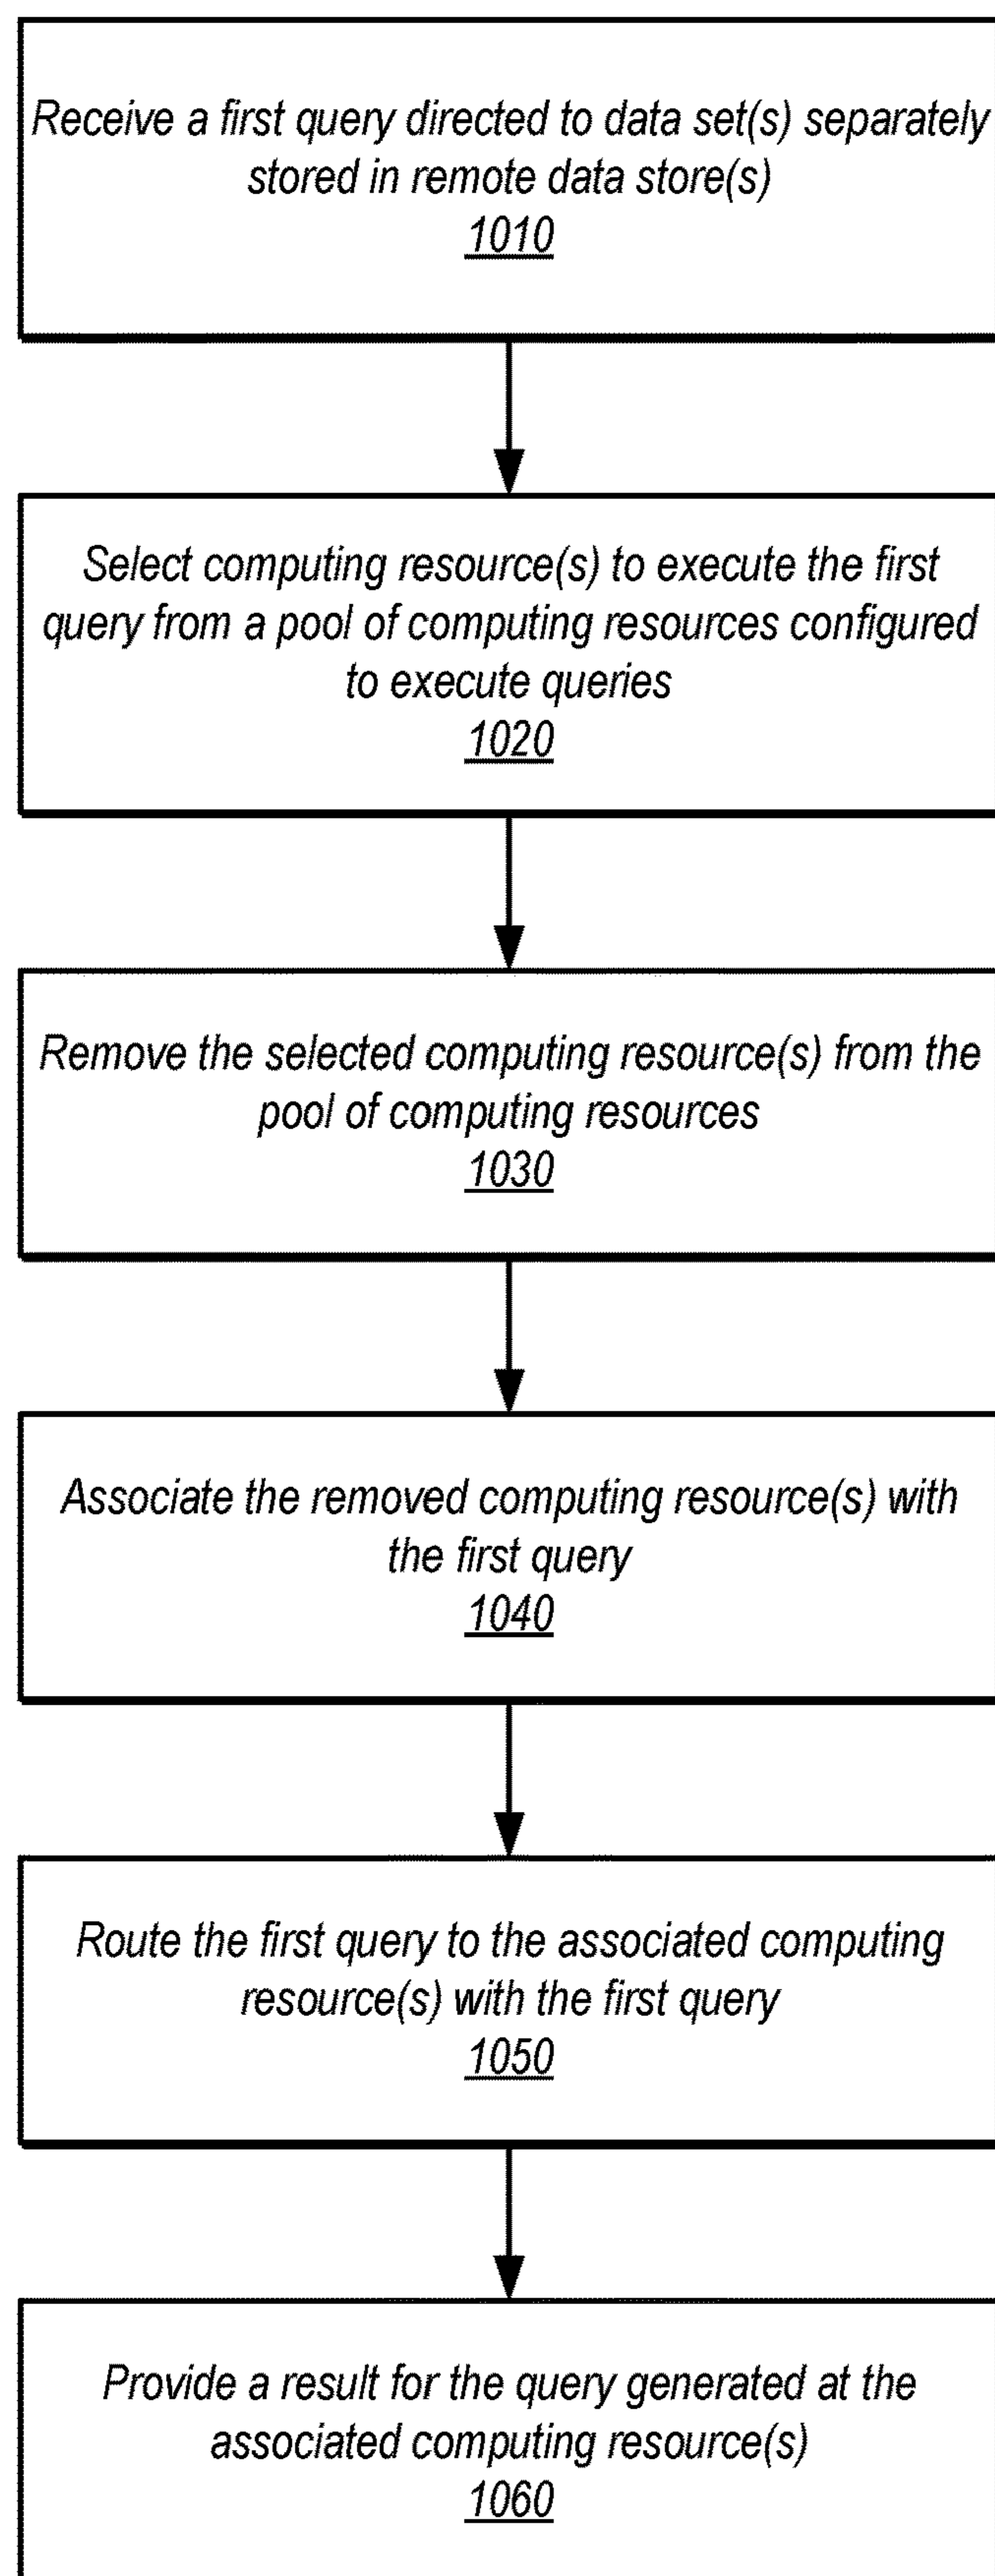 Receive a first query directed to data set(s) separately
stored in remote data store(s)
1010
Select computing resource(s) to execute the first
query from a pool of computing resources configured
to execute queries
1020
Remove the selected computing resource(s) from the
pool of computing resources
1030
Associate the removed computing resource(s) with
the first query
1040
Route the first query to the associated computing
resource(s) with the first query
1050
Provide a result for the query generated at the
associated computing resource(s)
1060